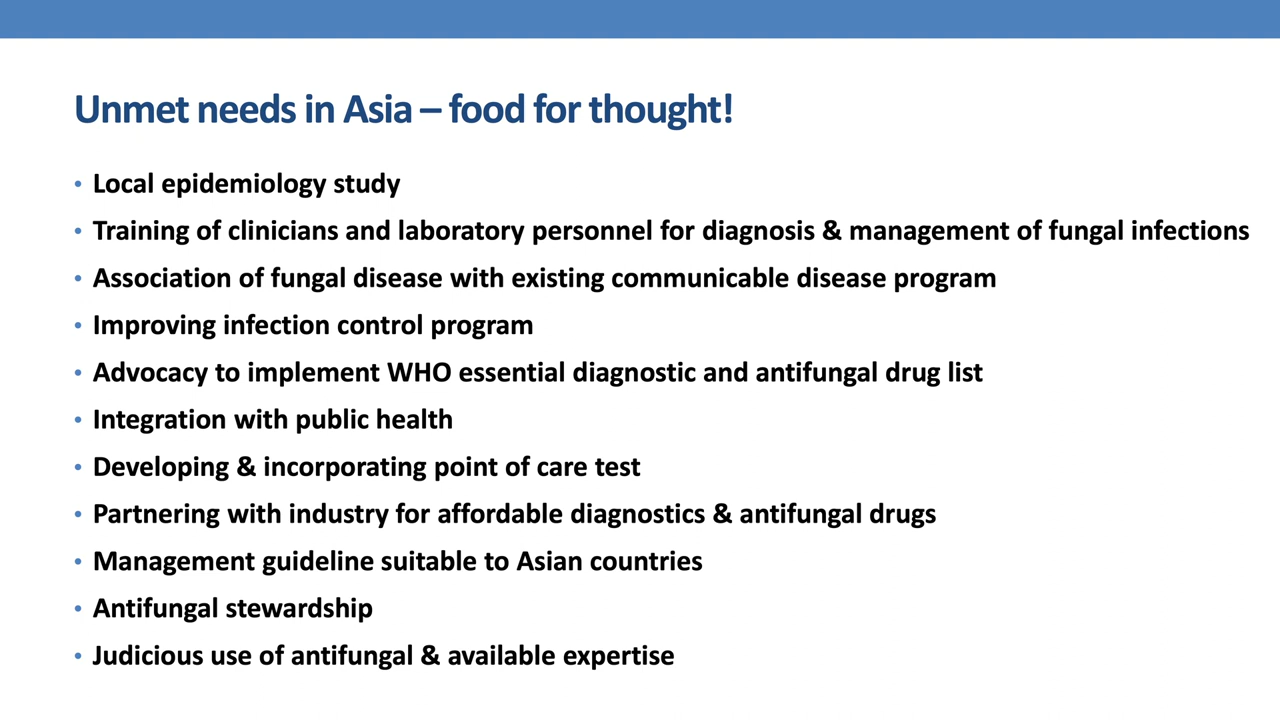 Unmet needs in Asia – food for thought!
• Local epidemiology study
• Training of clinicians and laboratory personnel for diagnosis & management of fungal infections
• Association of fungal disease with existing communicable disease program
• Improving infection control program
• Advocacy to implement WHO essential diagnostic and antifungal drug list
• Integration with public health
• Developing & incorporating point of care test
• Partnering with industry for affordable diagnostics & antifungal drugs
• Management guideline suitable to Asian countries
• Antifungal stewardship
• Judicious use of antifungal & available expertise